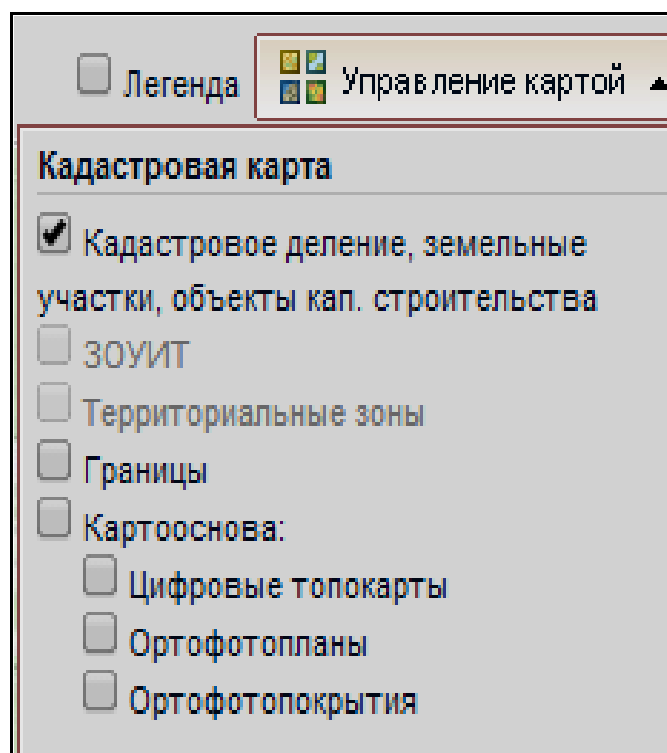 Легенда Управление картой
Кадастровая карта
Кадастровое деление, земельные
участки, объекты кап. строительства
ЗОУИТ
Территориальные зоны
Границы
Картооснова:
Цифровые топокарты
Ортофотопланы
Ортофотопокрытия